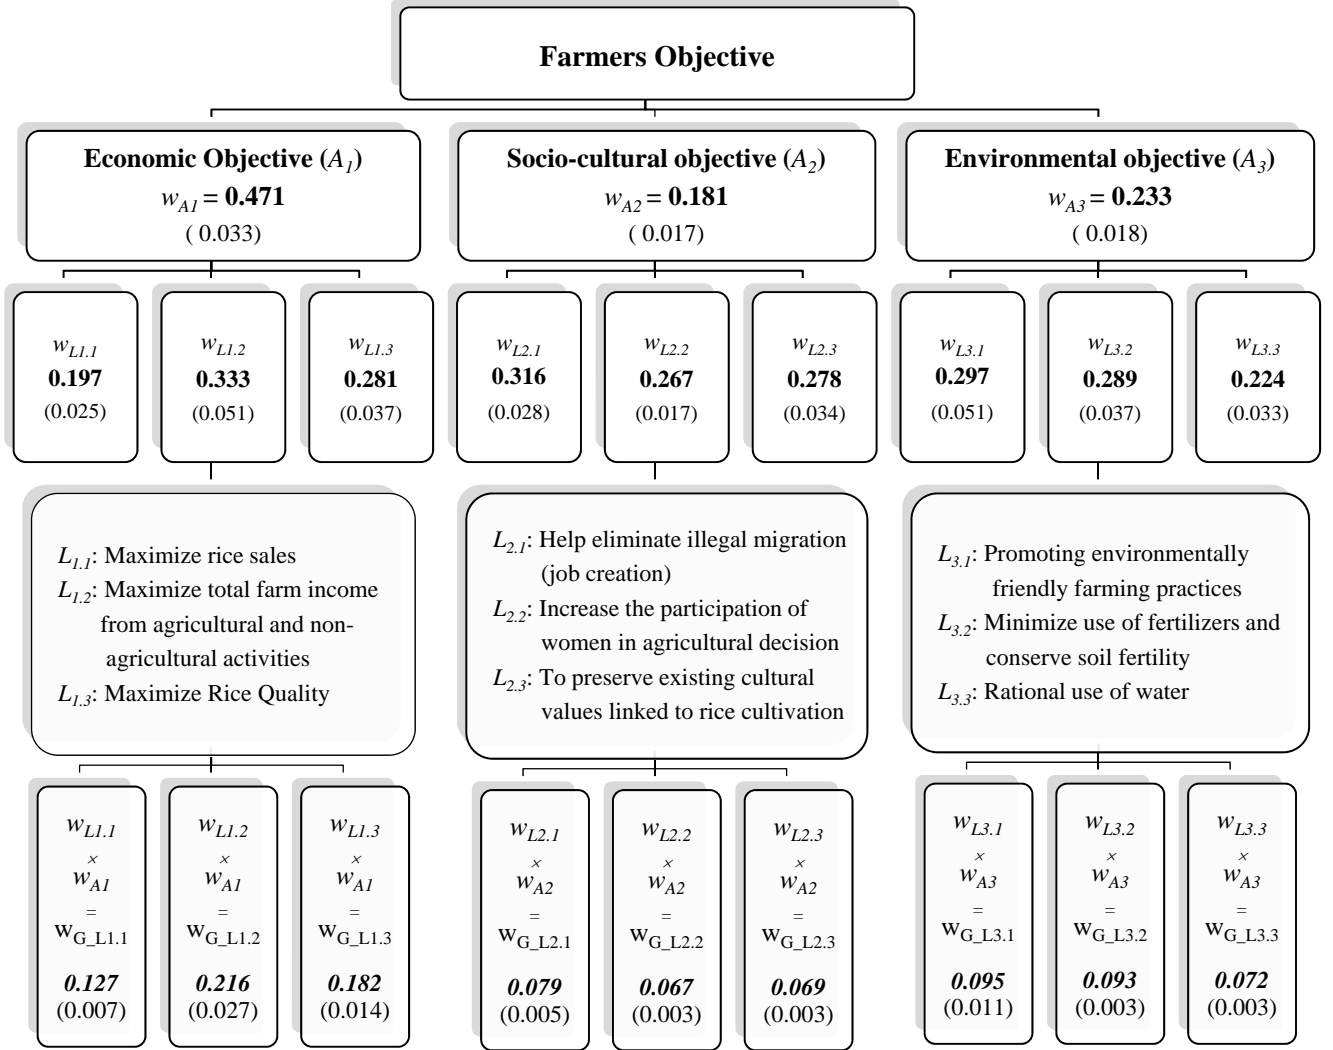 Farmers Objective
Economic Objective (A1)
wA1 = 0.471
( 0.033)
Socio-cultural objective (A2)
wA2 = 0.181
( 0.017)
Environmental objective (A3)
wA3 = 0.233
( 0.018)
wL1.1
0.197
(0.025)
wL1.2
0.333
(0.051)
wL1.3
0.281
(0.037)
wL2.1
0.316
(0.028)
wL2.2
0.267
(0.017)
wL2.3
0.278
(0.034)
wL3.1
0.297
(0.051)
wL3.2
0.289
(0.037)
wL3.3
0.224
(0.033)
L1.1: Maximize rice sales
L1.2: Maximize total farm income
from agricultural and non-
agricultural activities
L1.3: Maximize Rice Quality
L2.1: Help eliminate illegal migration
(job creation)
L2.2: Increase the participation of
women in agricultural decision
L2.3: To preserve existing cultural
values linked to rice cultivation
L3.1: Promoting environmentally
friendly farming practices
L3.2: Minimize use of fertilizers and
conserve soil fertility
L3.3: Rational use of water
wL1.1
×
wA1
=
wG_L1.1
0.127
(0.007)
wL1.2
×
wA1
=
wG_L1.2
0.216
(0.027)
wL1.3
×
wA1
=
wG_L1.3
0.182
(0.014)
wL2.1
×
wA2
=
wG_L2.1
0.079
(0.005)
wL2.2
×
wA2
=
wG_L2.2
0.067
(0.003)
wL2.3
×
wA2
=
wG_L2.3
0.069
(0.003)
wL3.1
×
wA3
=
wG_L3.1
0.095
(0.011)
wL3.2
×
wA3
=
wG_L3.2
0.093
(0.003)
wL3.3
×
wA3
=
wG_L3.3
0.072
(0.003)